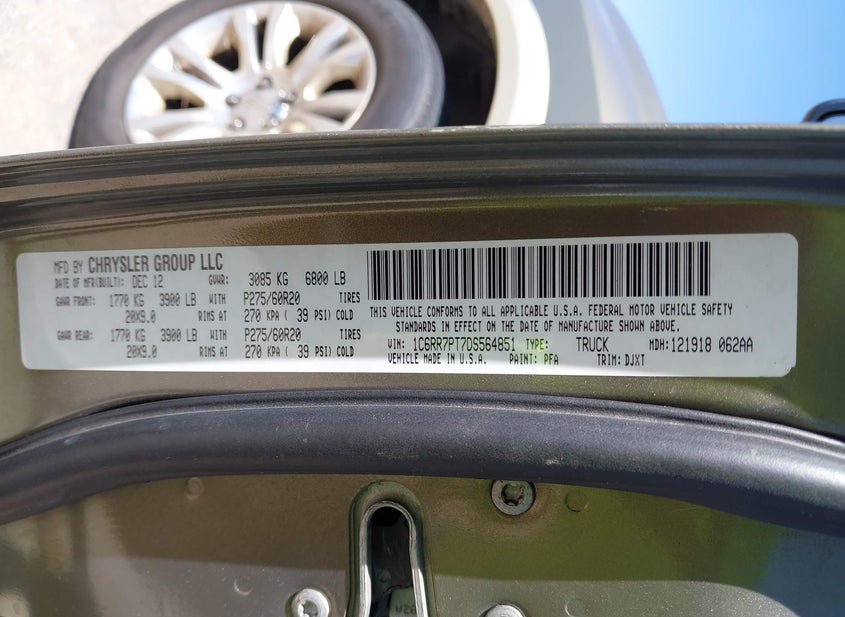 MFD BY CHRYSLER GROUP LLC
DATE OF MFR(BUILT): DEC 12 GVWR: 3085 KG 6800 LB
GAWR FRONT: 1770 KG 3900 LB WITH P275/60R20 TIRES
20X9.0 RIMS AT 270 KPA ( 39 PSI) COLD
GAWR REAR: 1770 KG 3900 LB WITH P275/60R20 TIRES
20X9.0 RIMS AT 270 KPA ( 39 PSI) COLD
THIS VEHICLE CONFORMS TO ALL APPLICABLE U.S.A. FEDERAL MOTOR VEHICLE SAFETY
STANDARDS IN EFFECT ON THE DATE OF MANUFACTURE SHOWN ABOVE.
VIN: 1C6RR7PT7DS564851 TYPE: TRUCK MDH:121918 062AA
VEHICLE MADE IN U.S.A. PAINT: PFA TRIM: DJXT